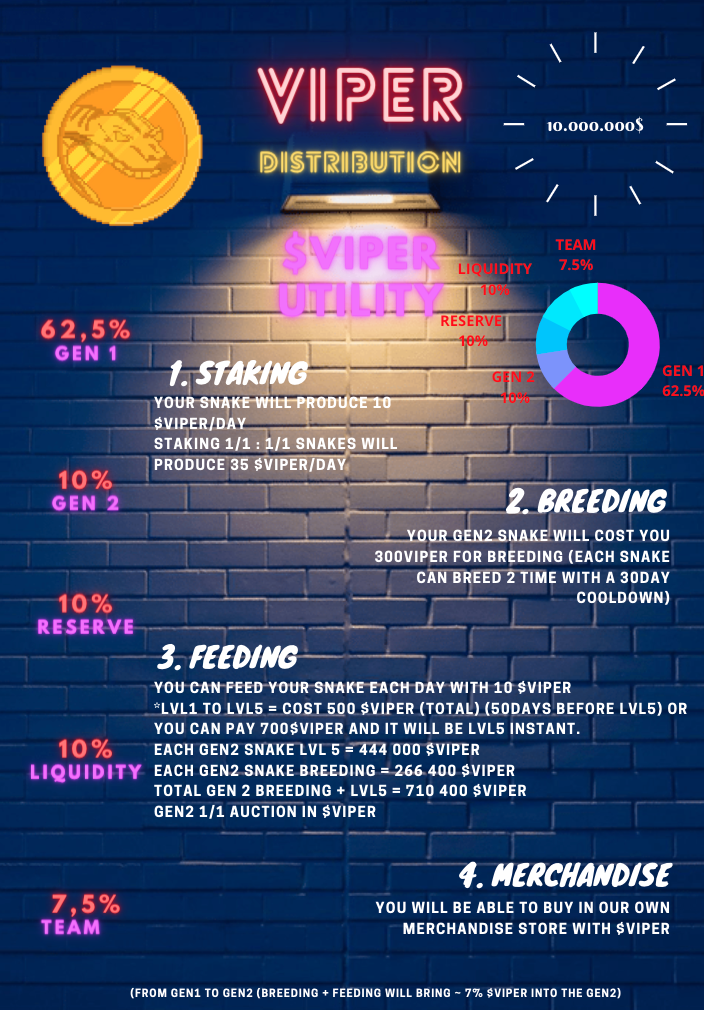 VIPER
DISTRIBUTION
10.000.000$
$VIPER
UTILITY
TEAM
7.5%
LIQUIDITY
10%
RESERVE
10%
GEN 2
10%
GEN 1
62.5%
62,5%
GEN 1
1. STAKING
YOUR SNAKE WILL PRODUCE 10
$VIPER/DAY
STAKING 1/1 : 1/1 SNAKES WILL
PRODUCE 35 $VIPER/DAY
10%
GEN 2
2. BREEDING
YOUR GEN2 SNAKE WILL COST YOU
300VIPER FOR BREEDING (EACH SNAKE
CAN BREED 2 TIME WITH A 30DAY
COOLDOWN)
10%
RESERVE
3. FEEDING
YOU CAN FEED YOUR SNAKE EACH DAY WITH 10 $VIPER
*LVL1 TO LVL5 = COST 500 $VIPER (TOTAL) (50DAYS BEFORE LVL5) OR
YOU CAN PAY 700$VIPER AND IT WILL BE LVL5 INSTANT.
EACH GEN2 SNAKE LVL 5 = 444 000 $VIPER
EACH GEN2 SNAKE BREEDING = 266 400 $VIPER
TOTAL GEN 2 BREEDING + LVL5 = 710 400 $VIPER
GEN2 1/1 AUCTION IN $VIPER
10%
LIQUIDITY
4. MERCHANDISE
YOU WILL BE ABLE TO BUY IN OUR OWN
MERCHANDISE STORE WITH $VIPER
7,5%
TEAM
(FROM GEN1 TO GEN2 (BREEDING + FEEDING WILL BRING ~ 7% $VIPER INTO THE GEN2)